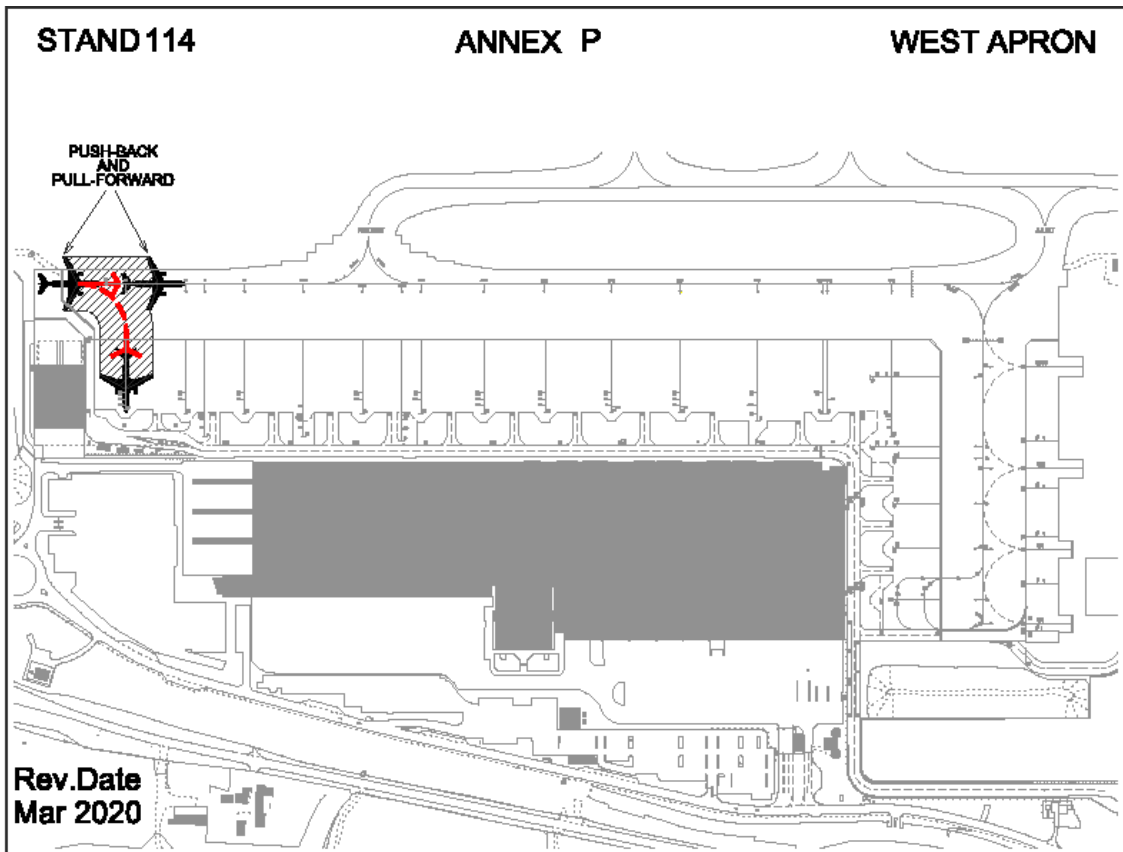 STAND 114
ANNEX P
WEST APRON
PUSH-BACK
AND
PULL-FORWARD
Rev.Date
Mar 2020